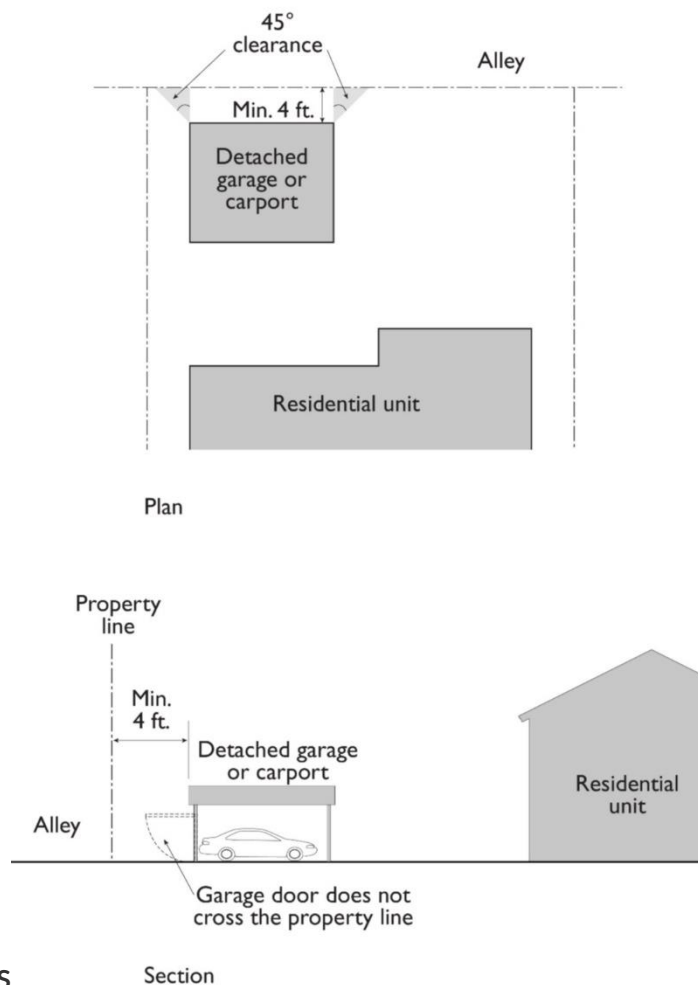 45°
clearance
Alley
Min. 4 ft.
Detached
garage or
carport
Residential unit
Plan
Property
line
Min.
4 ft.
Detached garage
or carport
Residential
unit
Alley
Garage door does not
cross the property line
s
Section